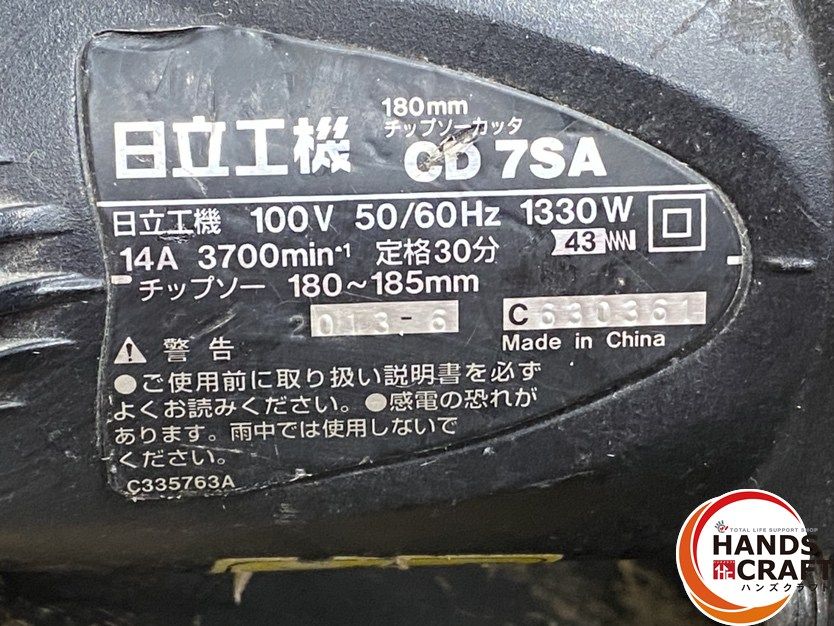 180mm
チップソーカッタ
日立工機 CD 7SA
日立工機 100V 50/60Hz 1330W
14A 3700min⁻¹ 定格30分 43
チップソー 180～185mm
2013-6 C630361
Made in China
警告
●ご使用前に取り扱い説明書を必ず
よくお読みください。●感電の恐れが
あります。雨中では使用しないで
ください。
C335763A
TOTAL LIFE SUPPORT SHOP
HANDS
CRAFT
ハンズクラフト